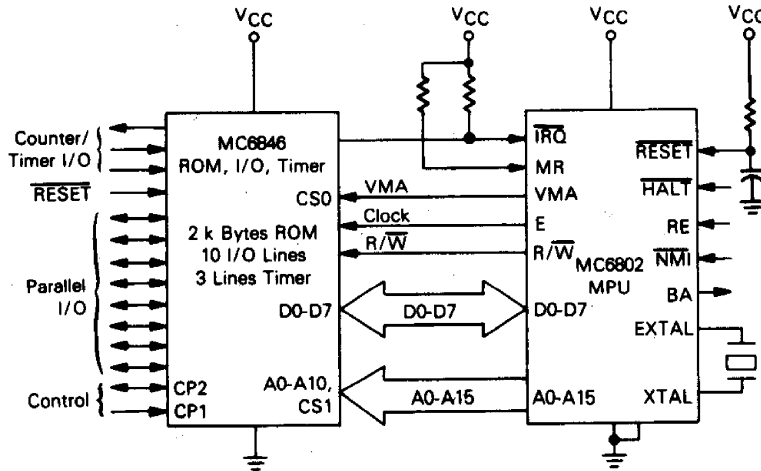 VCC
VCC
VCC
VCC
Counter/
Timer I/O
RESET
Parallel
I/O
Control
MC6846
ROM, I/O, Timer
CS0
2 k Bytes ROM
10 I/O Lines
3 Lines Timer
D0-D7
A0-A10,
CS1
CP2
CP1
VMA
Clock
R/W
D0-D7
A0-A15
IRQ
MR
VMA
E
R/W
MC6802
MPU
D0-D7
A0-A15
RESET
HALT
RE
NMI
BA
EXTAL
XTAL